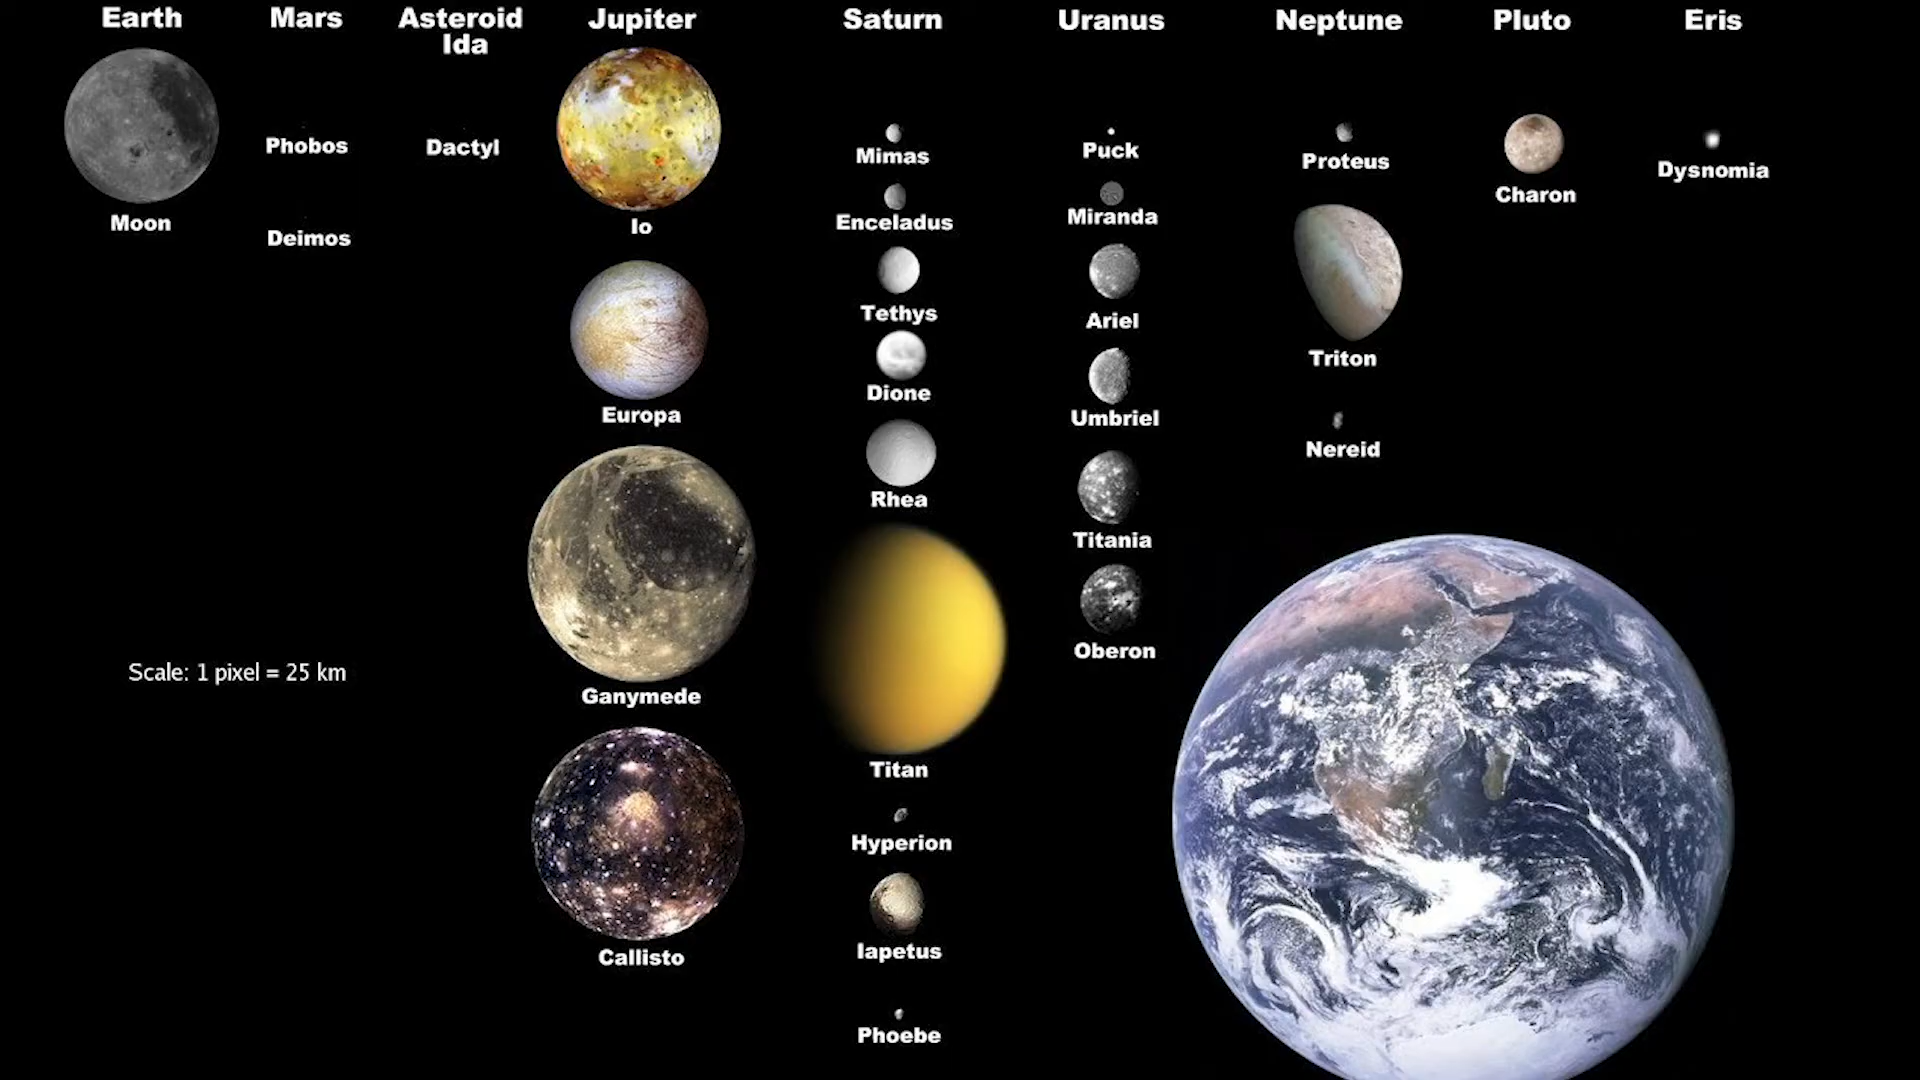 Earth
Moon
Mars
Phobos
Deimos
Asteroid
Ida
Dactyl
Jupiter
Io
Europa
Ganymede
Callisto
Saturn
Mimas
Enceladus
Tethys
Dione
Rhea
Titan
Hyperion
Iapetus
Phoebe
Uranus
Puck
Miranda
Ariel
Umbriel
Titania
Oberon
Neptune
Proteus
Triton
Nereid
Pluto
Charon
Eris
Dysnomia
Scale: 1 pixel = 25 km